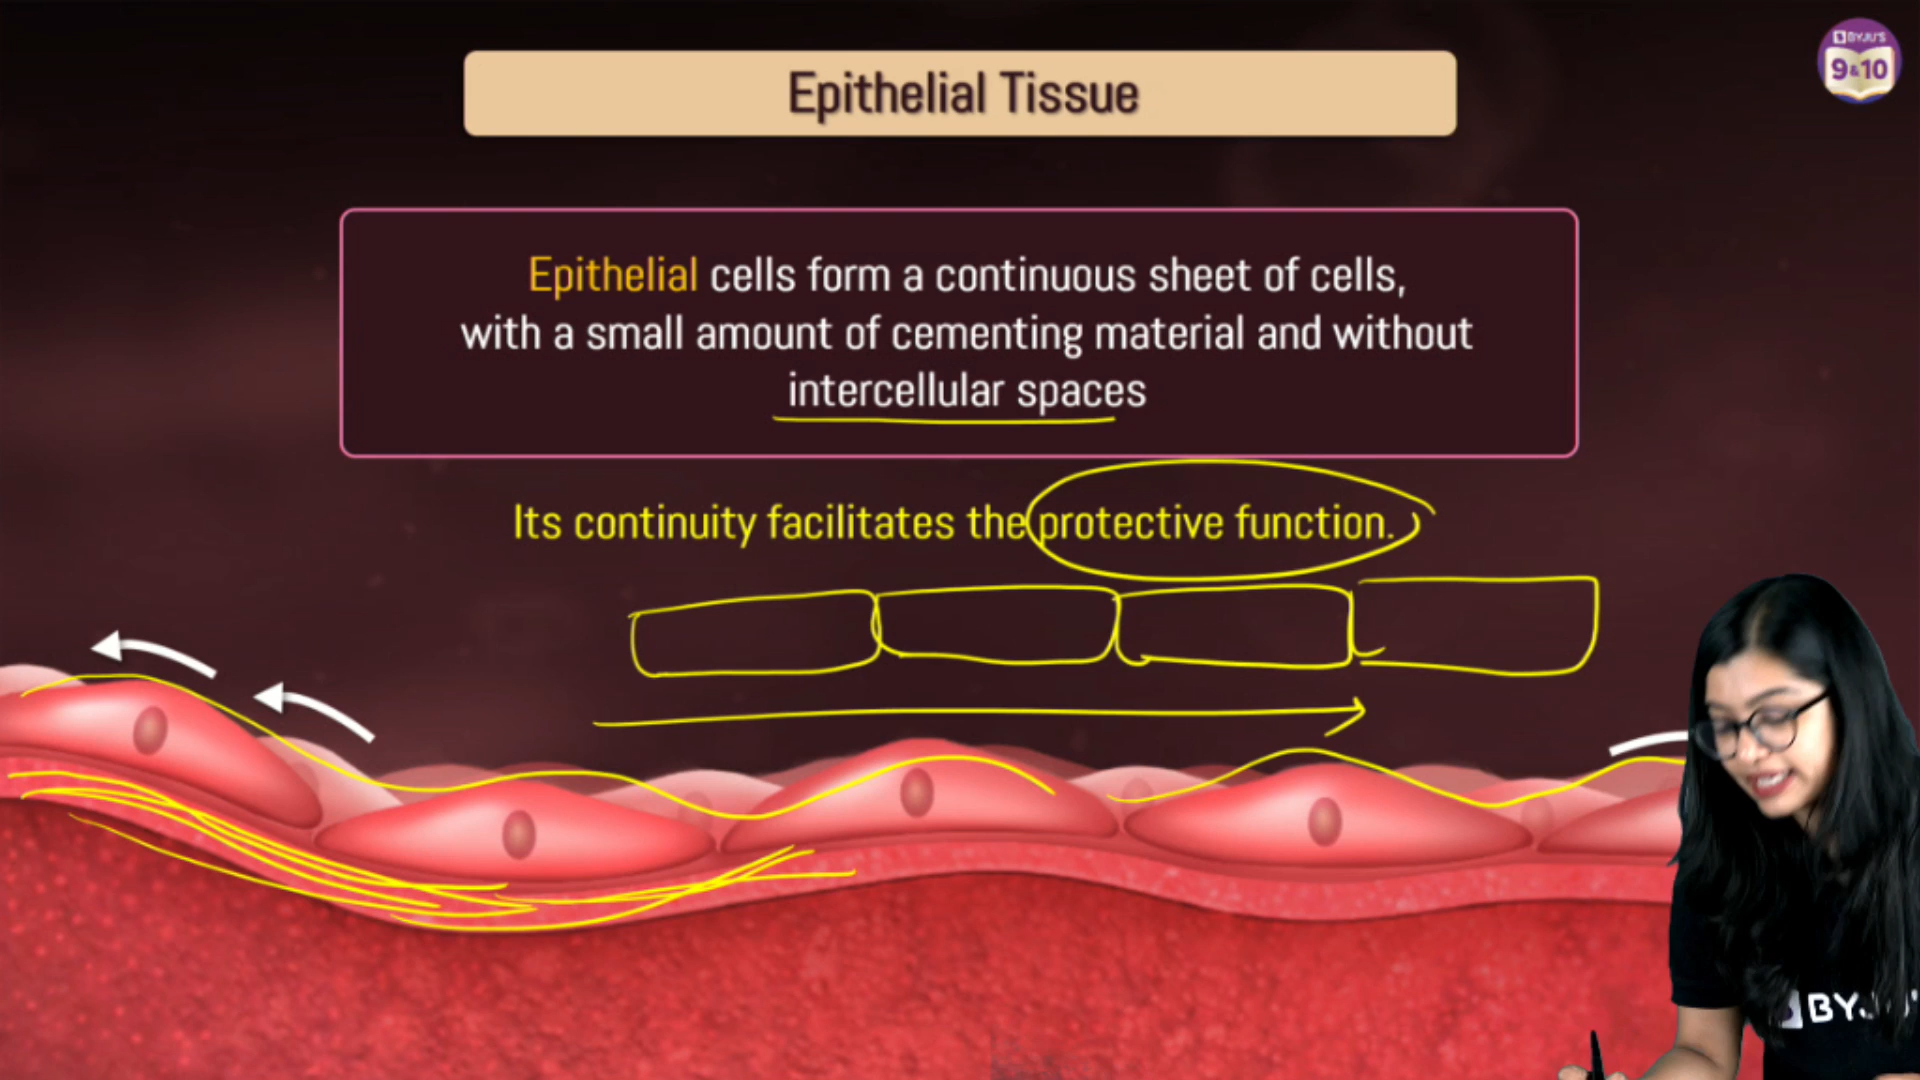 BYJU'S
9&10
Epithelial Tissue
Epithelial cells form a continuous sheet of cells,
with a small amount of cementing material and without
intercellular spaces
Its continuity facilitates the protective function.